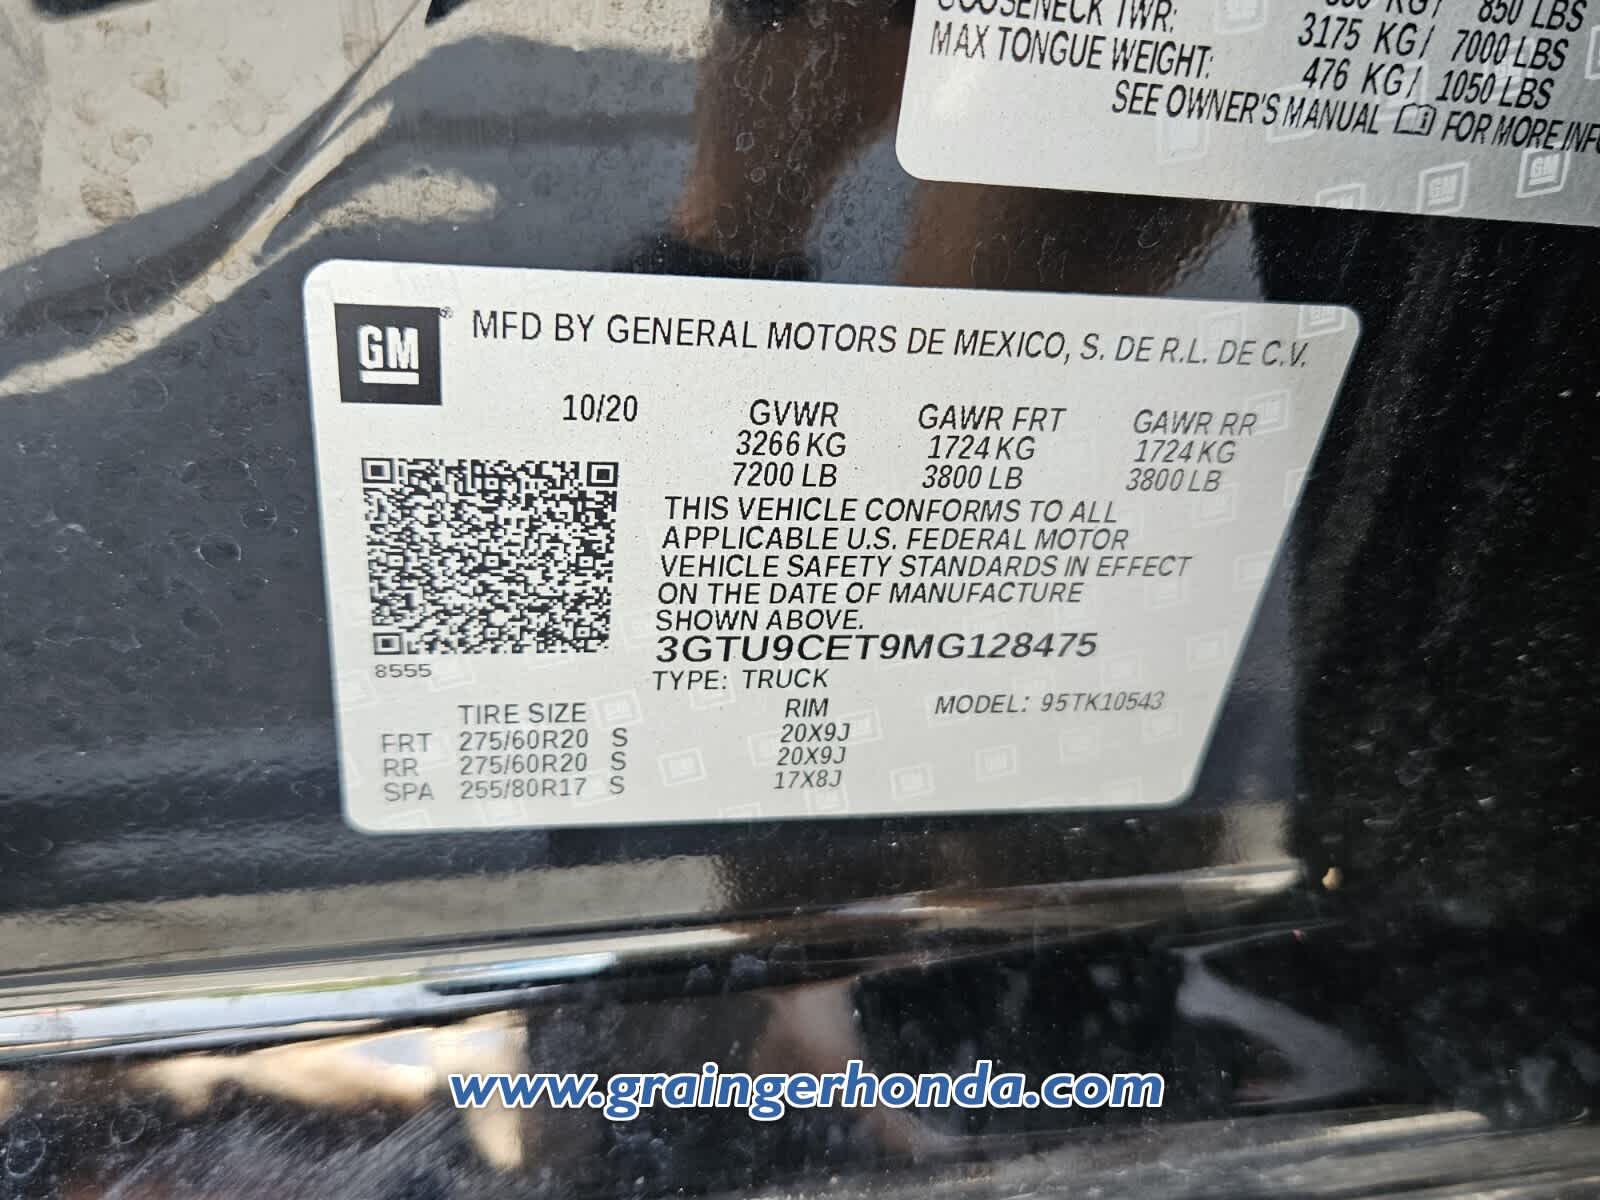 GOOSENECK TWR: 3175 KG/ 7000 LBS
850 LBS
MAX TONGUE WEIGHT: 476 KG/ 1050 LBS
SEE OWNER'S MANUAL FOR MORE
GM
MFD BY GENERAL MOTORS DE MEXICO, S. DE R.L. DE C.V.
10/20 GVWR GAWR FRT GAWR RR
3266 KG 1724 KG 1724 KG
7200 LB 3800 LB 3800 LB
THIS VEHICLE CONFORMS TO ALL
APPLICABLE U.S. FEDERAL MOTOR
VEHICLE SAFETY STANDARDS IN EFFECT
ON THE DATE OF MANUFACTURE
SHOWN ABOVE.
3GTU9CET9MG128475
8555
TYPE: TRUCK
TIRE SIZE RIM MODEL: 95TK10543
FRT 275/60R20 S 20X9J
RR 275/60R20 S 20X9J
SPA 255/80R17 S 17X8J
www.graingerhonda.com